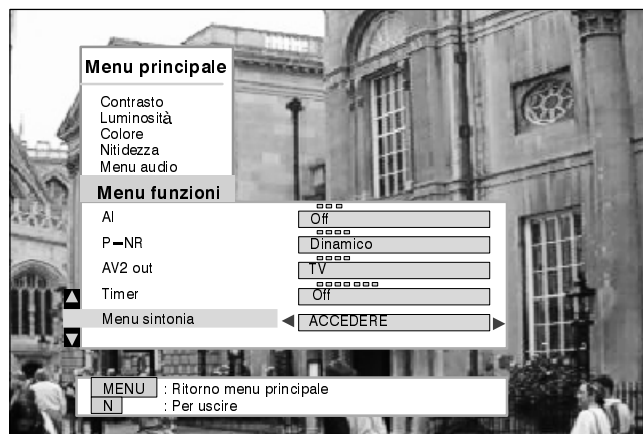 Menu principale
Contrasto
Luminosità
Colore
Nitidezza
Menu audio
Menu funzioni
AI Off
P-NR Dinamico
AV2 out TV
Timer Off
Menu sintonia ACCEDERE
MENU : Ritorno menu principale
N : Per uscire